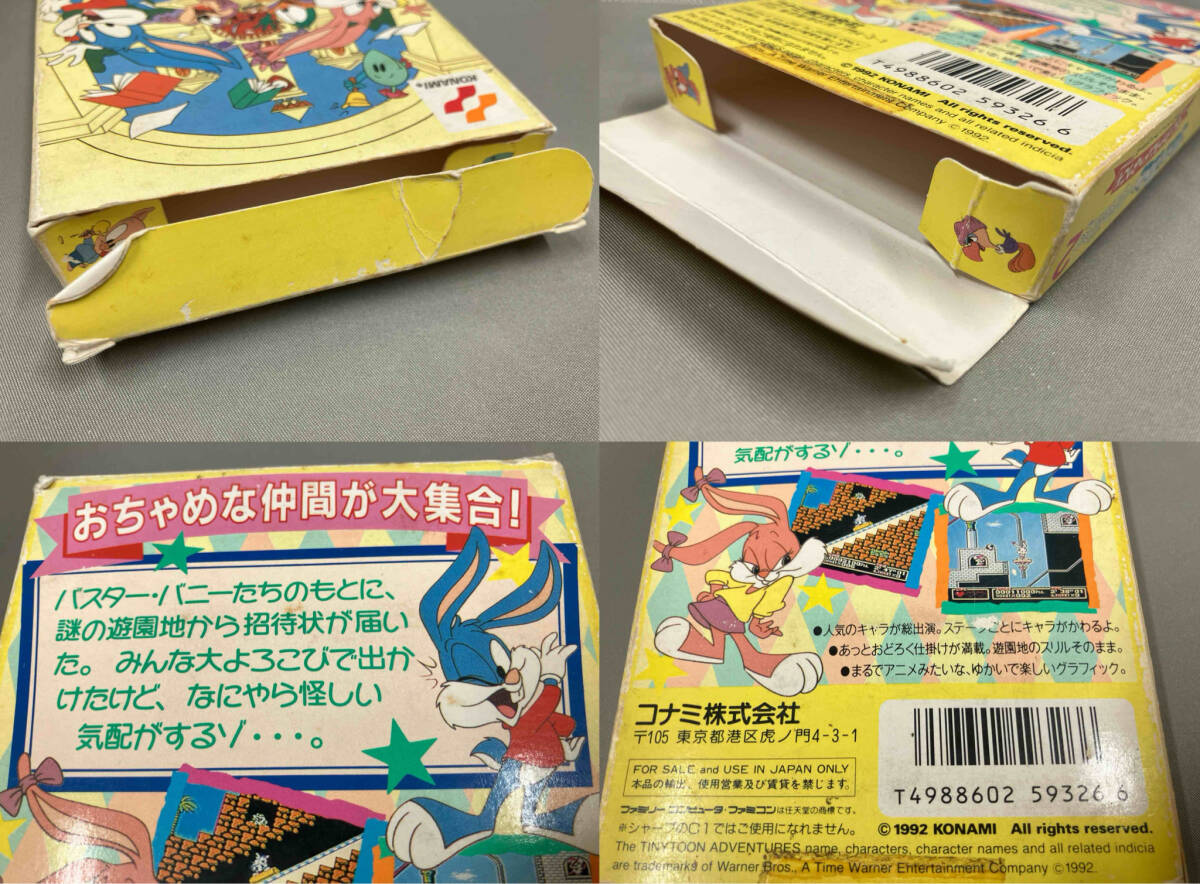 KONAMI
T4988602 59326 6
©1992 KONAMI All rights reserved.
character names and all related indicia
Entertainment Company © 1992.
おちゃめな仲間が大集合!
バスター・バニーたちのもとに、
謎の遊園地から招待状が届い
た。みんな大よろこびで出か
けたけど、なにやら怪しい
気配がするゾ・・・。
気配がするゾ・・・。
●人気のキャラが総出演。ステージごとにキャラがかわるよ。
●あっとおどろく仕掛けが満載。遊園地のスリルそのまま。
●まるでアニメみたいな、ゆかいで楽しいグラフィック。
コナミ株式会社
〒105 東京都港区虎ノ門4-3-1
FOR SALE and USE IN JAPAN ONLY
本品の輸出、使用営業及び賃貸を禁じます。
ファミリーコンピュータ・ファミコンは任天堂の商標です。
※シャープのC1ではご使用になれません。
T4988602 59326 6
©1992 KONAMI All rights reserved.
The TINYTOON ADVENTURES name, characters, character names and all related indicia
are trademarks of Warner Bros., A Time Warner Entertainment Company ©1992.